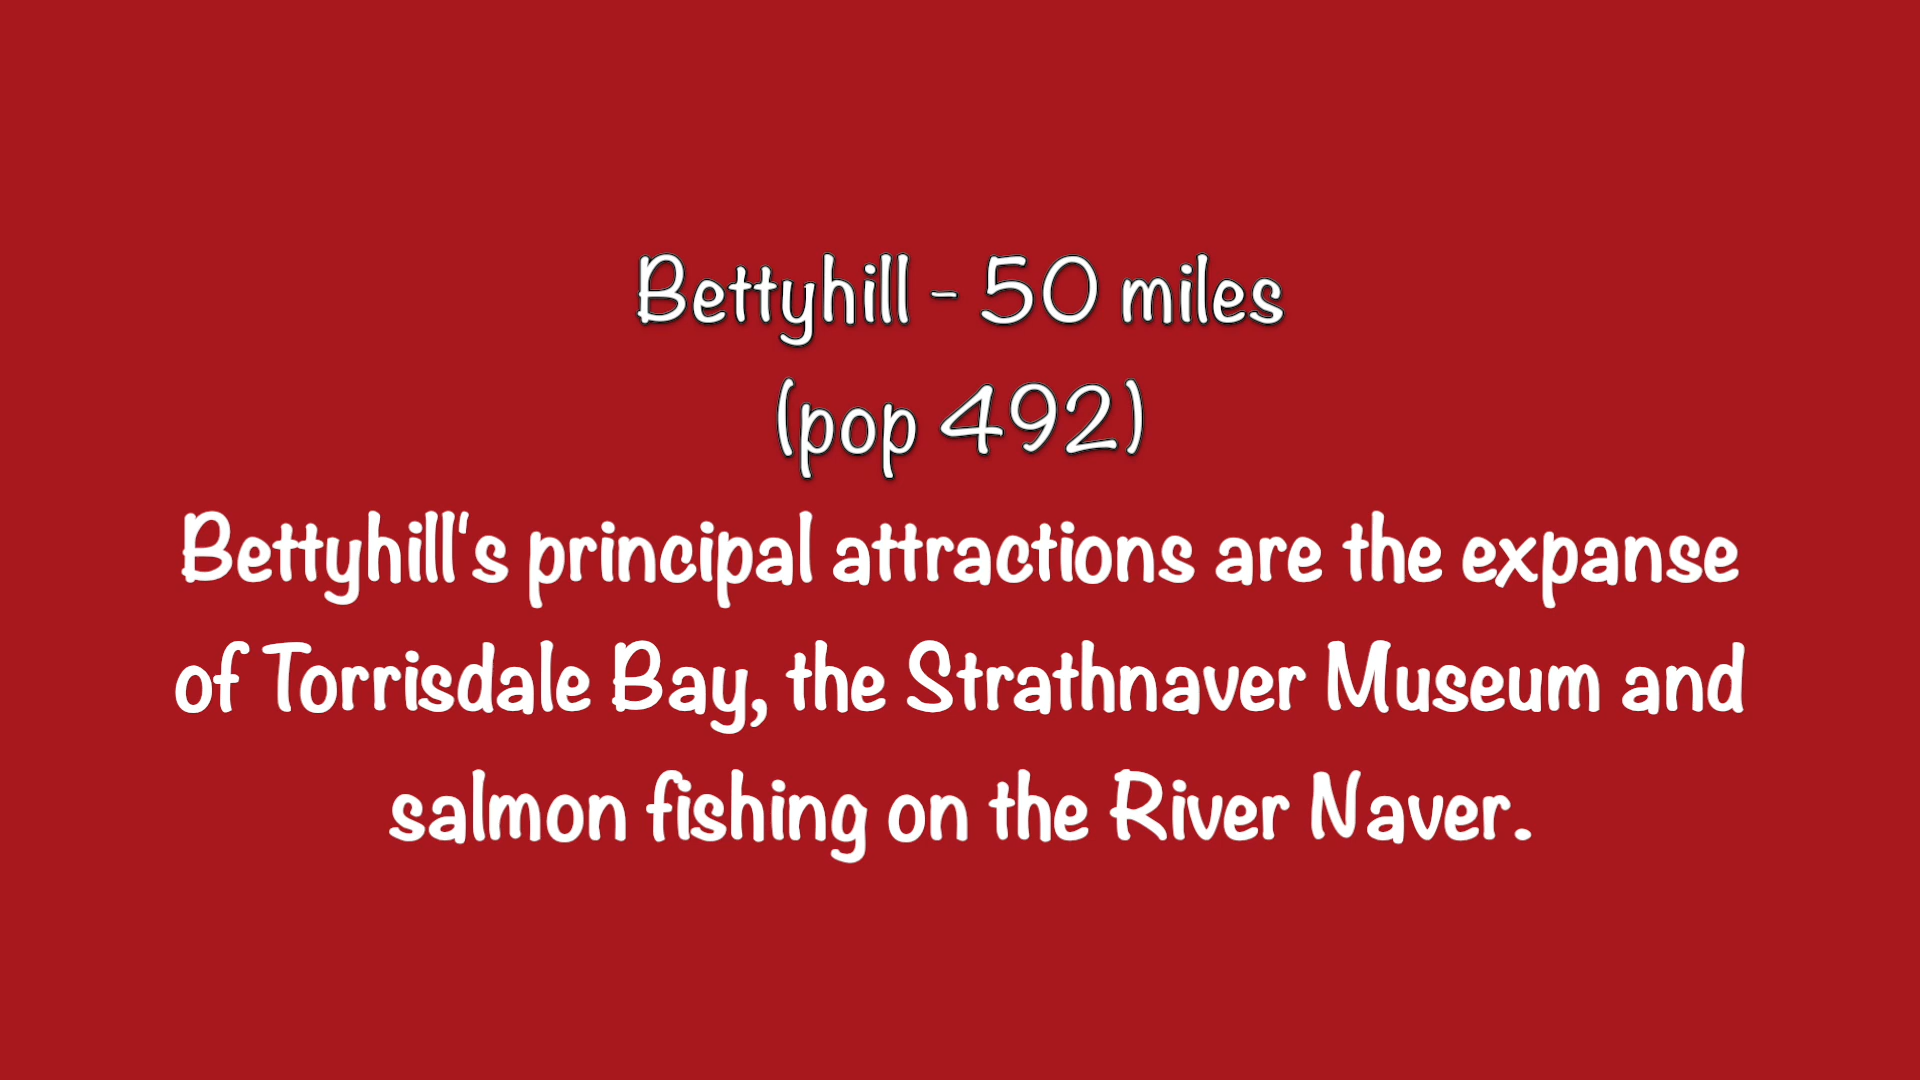 Bettyhill - 50 miles
(pop 492)
Bettyhill's principal attractions are the expanse
of Torrisdale Bay, the Strathnaver Museum and
salmon fishing on the River Naver.